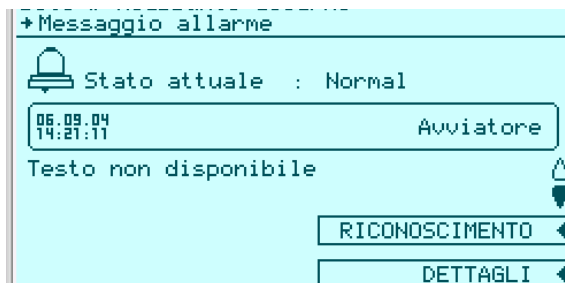 →Messaggio allarme
Stato attuale : Normal
06.09.04
14:21:11
Avviatore
Testo non disponibile
RICONOSCIMENTO
DETTAGLI